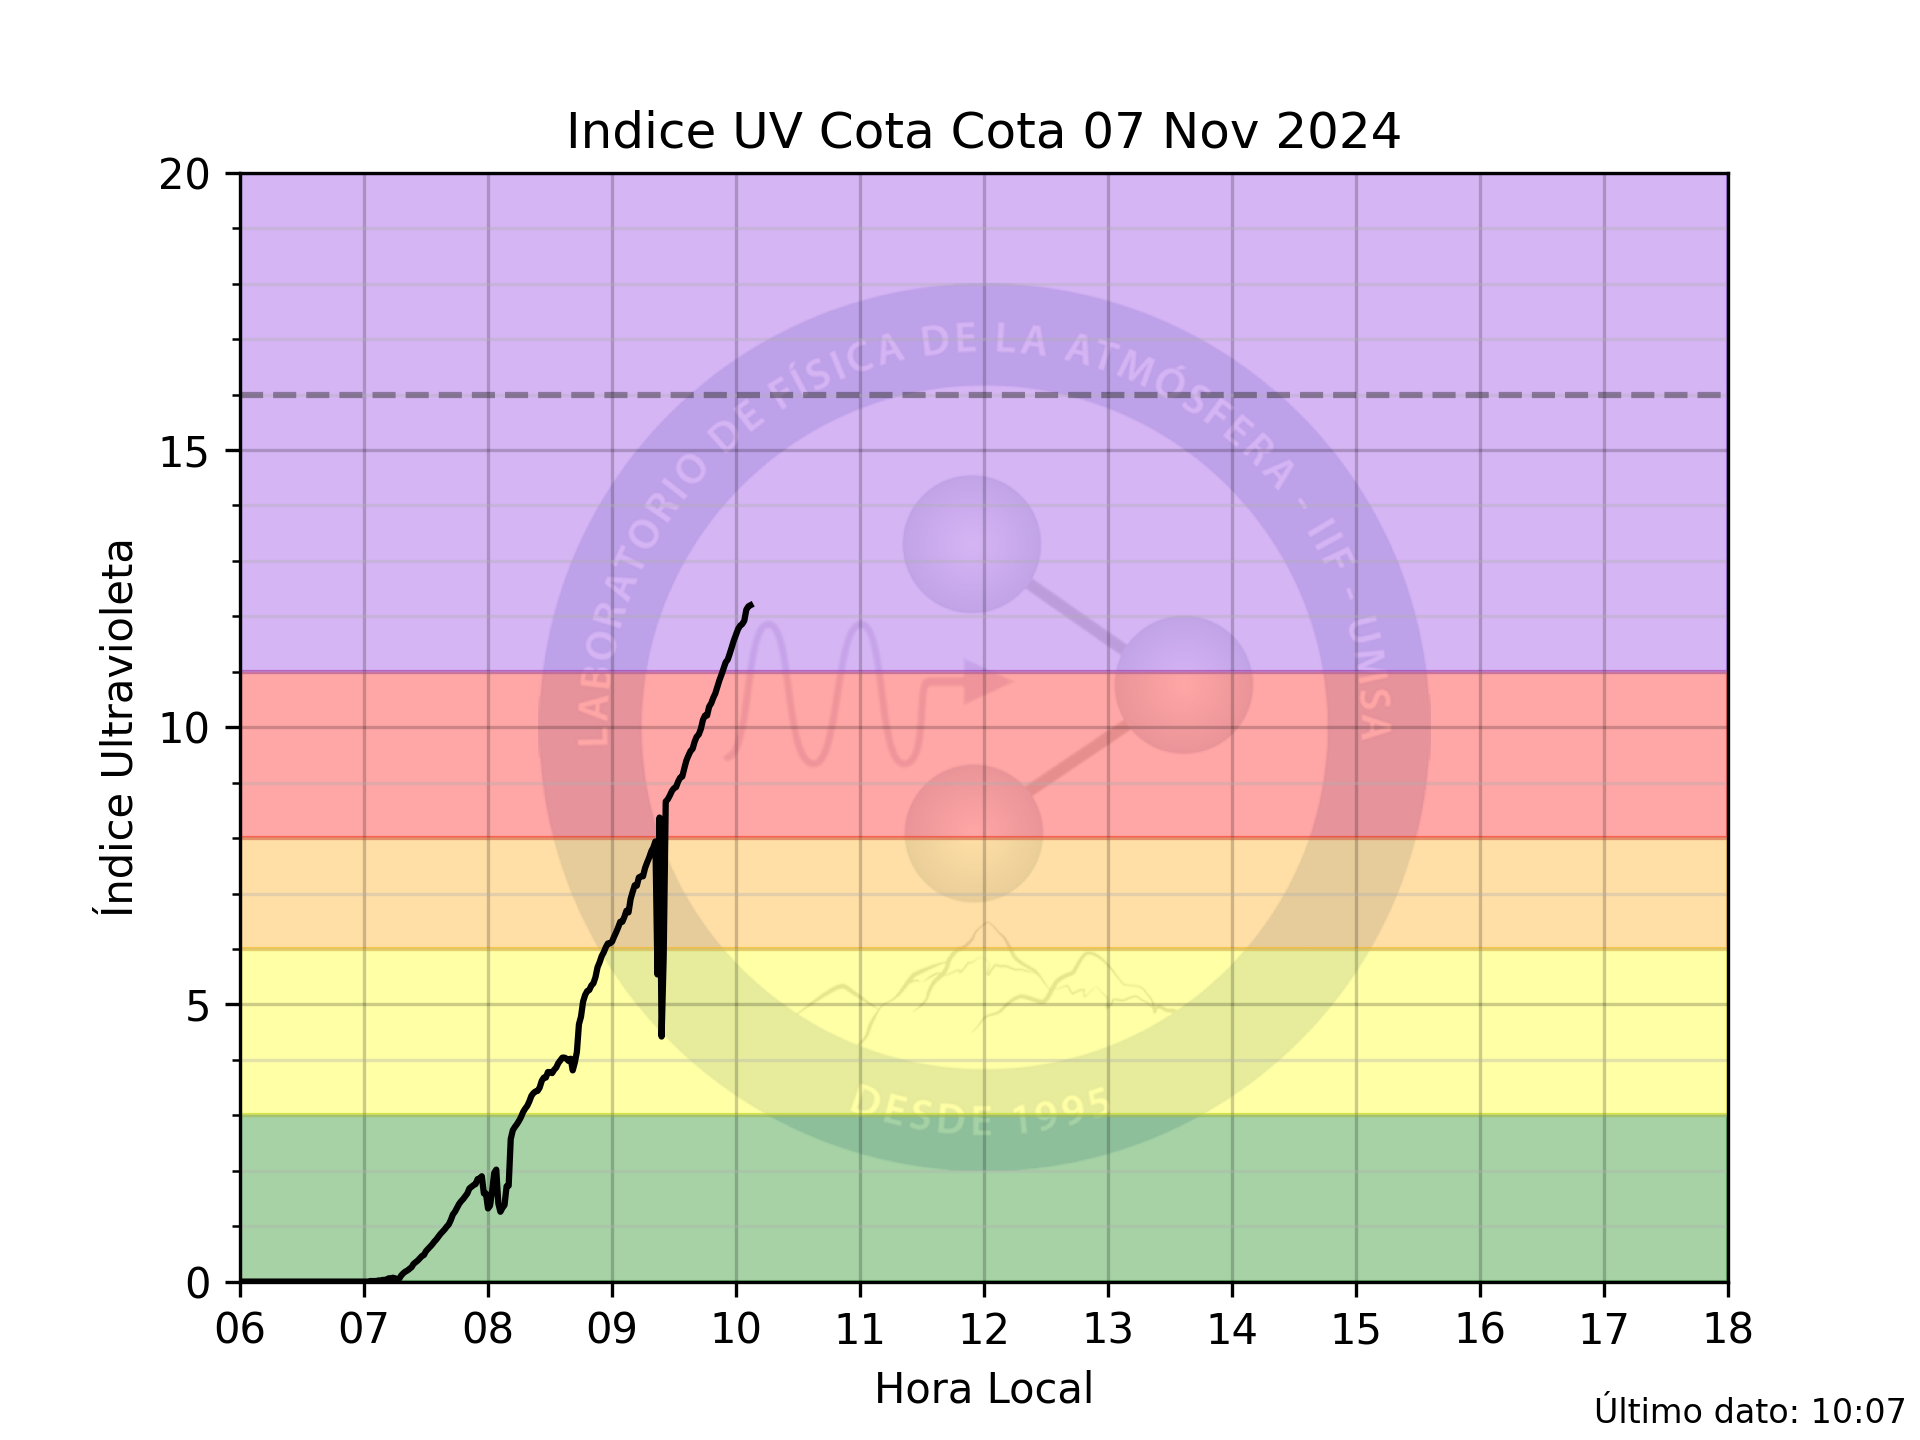 Indice UV Cota Cota 07 Nov 2024
20
15
10
5
0
Índice Ultravioleta
LABORATORIO DE FÍSICA DE LA ATMÓSFERA - IIF - UMSA
DESDE 1995
06 07 08 09 10 11 12 13 14 15 16 17 18
Hora Local
Último dato: 10:07